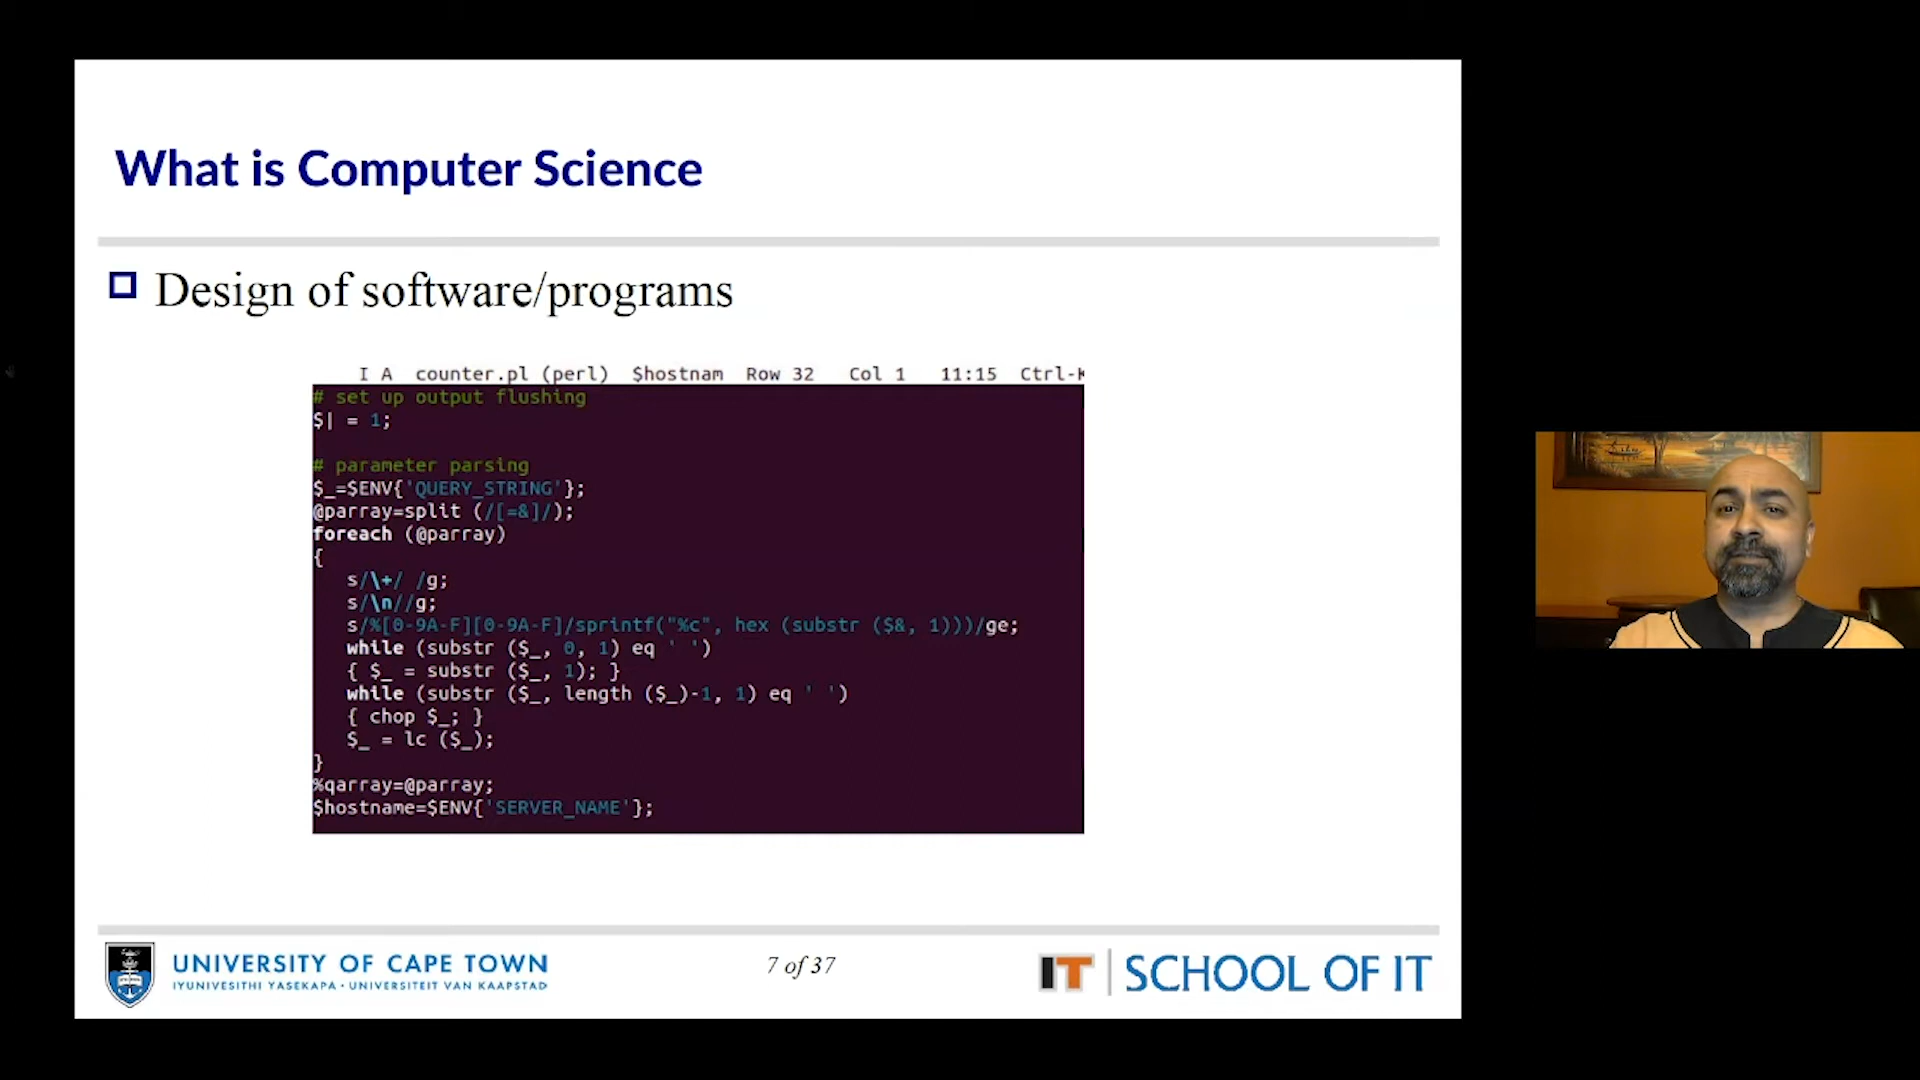 What is Computer Science
Design of software/programs
I A counter.pl (perl) $hostnam Row 32 Col 1 11:15 Ctrl-K
# set up output flushing
$| = 1;
# parameter parsing
$_=$ENV{'QUERY_STRING'};
@parray=split (/[=&]/);
foreach (@parray)
{
s/\+/ /g;
s/\n//g;
s/%[0-9A-F][0-9A-F]/sprintf("%c", hex (substr ($&, 1)))/ge;
while (substr ($_, 0, 1) eq ' ')
{ $_ = substr ($_, 1); }
while (substr ($_, length ($_)-1, 1) eq ' ')
{ chop $_; }
$_ = lc ($_);
}
%qarray=@parray;
$hostname=$ENV{'SERVER_NAME'};
UNIVERSITY OF CAPE TOWN
IYUNIVESITHI YASEKAPA · UNIVERSITEIT VAN KAAPSTAD
7 of 37
IT SCHOOL OF IT